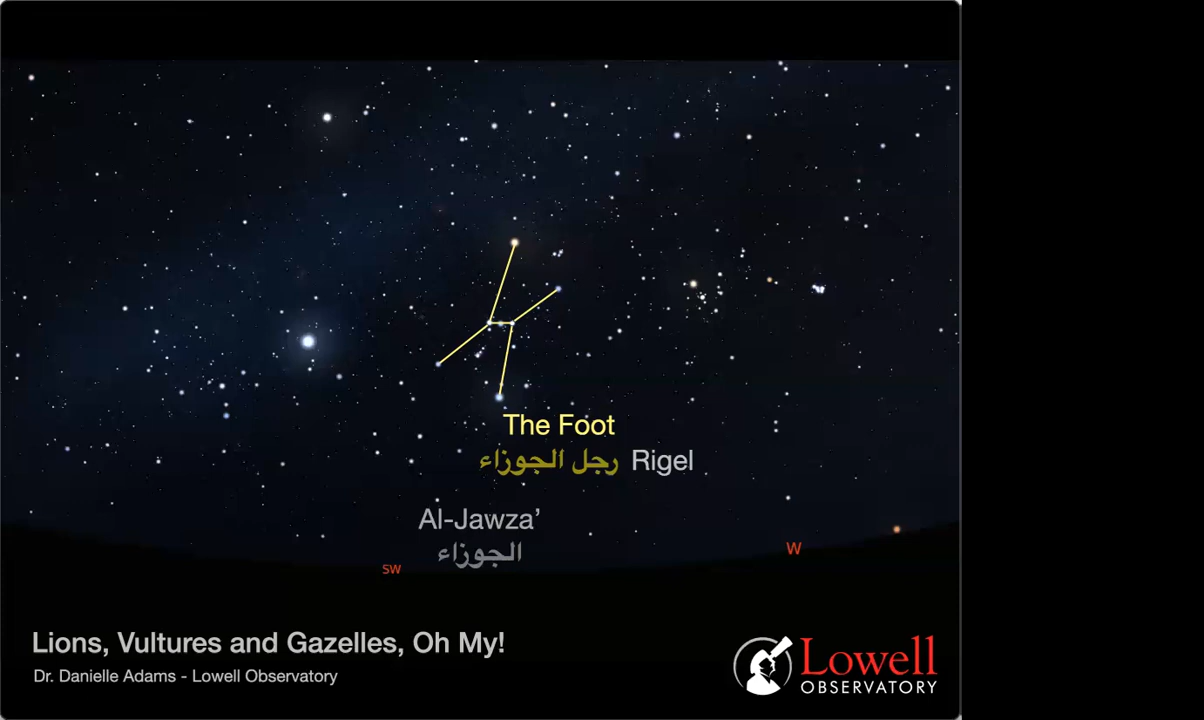 The Foot
رجل الجوزاء Rigel
Al-Jawza’
الجوزاء
SW
W
Lions, Vultures and Gazelles, Oh My!
Dr. Danielle Adams - Lowell Observatory
Lowell
OBSERVATORY